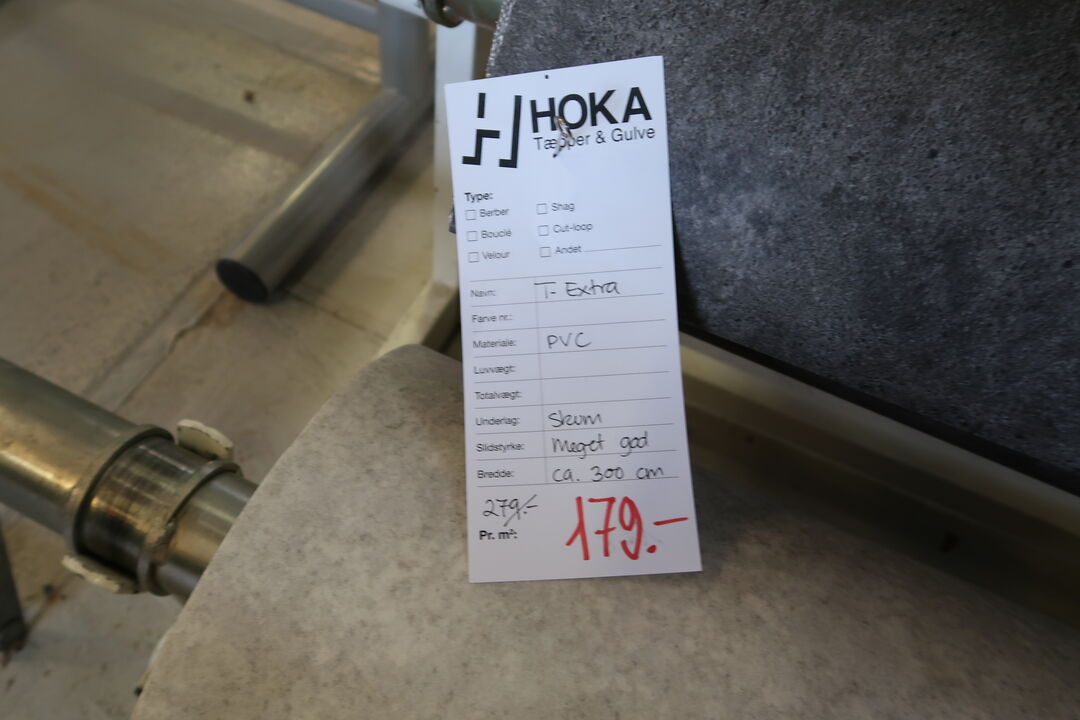 HOKA
Tæpper & Gulve
Type:
Berber
Shag
Bouclé
Cut-loop
Velour
Andet
Navn: T- Extra
Farve nr.:
Materiale: PVC
Luvvægt:
Totalvægt:
Underlag: Skum
Slidstyrke: Meget god
Bredde: ca. 300 cm
279.-
Pr. m²: 179.-